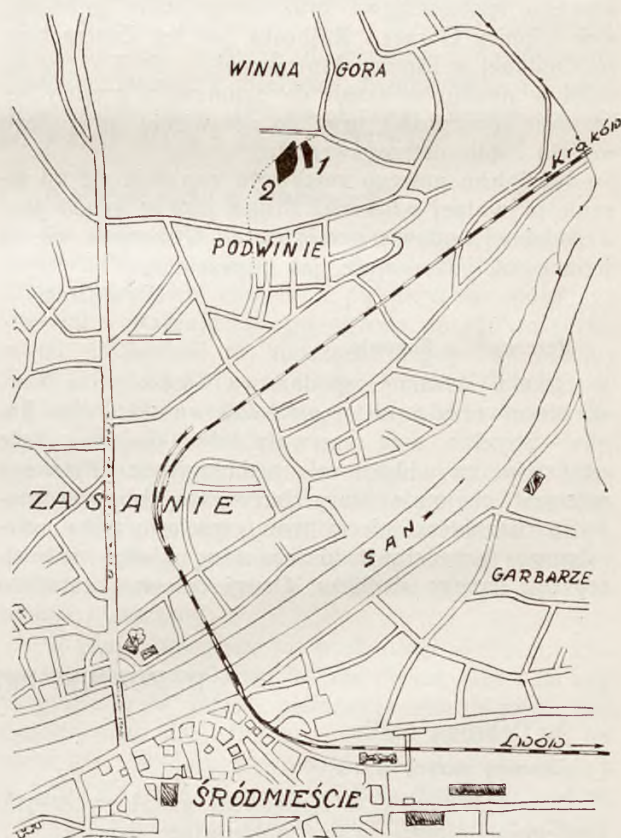 WINNA GÓRA
Kraków
1
2
PODWINIE
ZASANIE
SAN
GARBARZE
Lwów
ŚRÓDMIEŚCIE